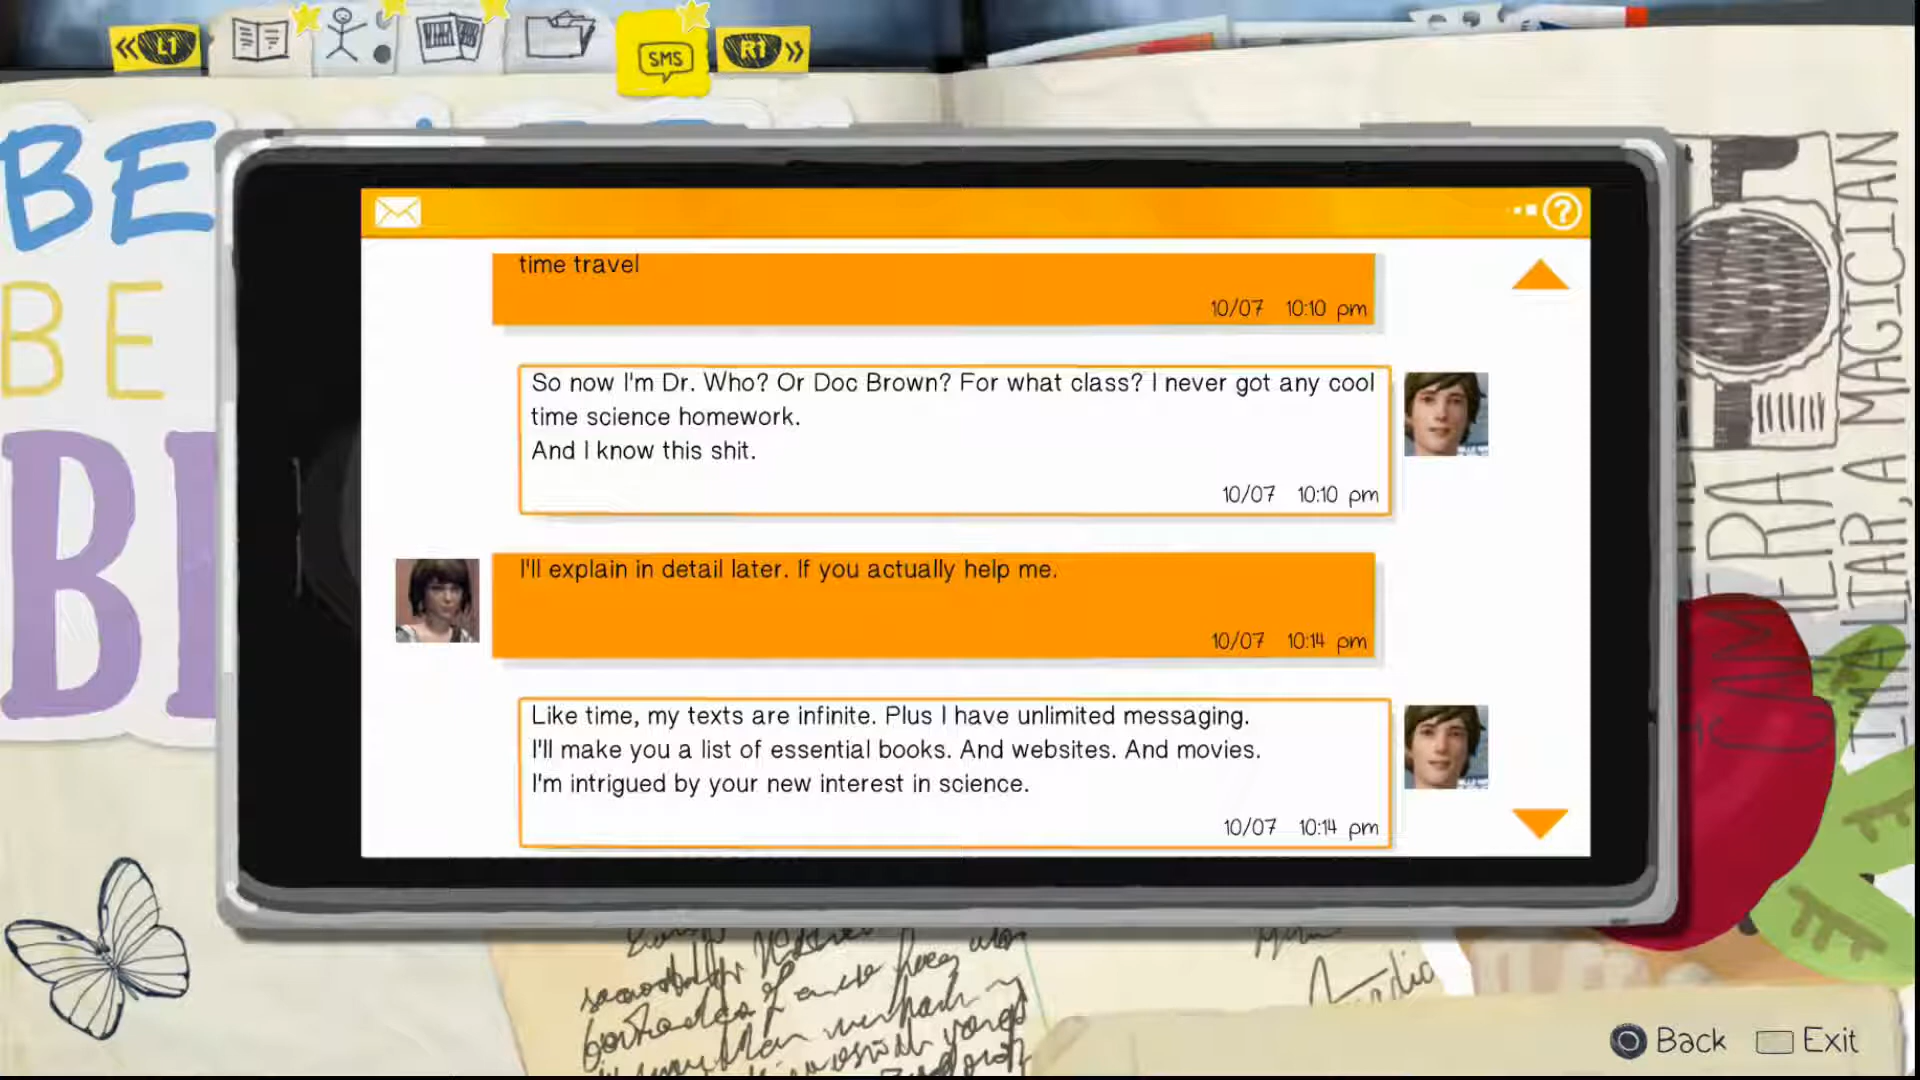 L1
SMS
R1
BE
BE
time travel
10/07 10:10 pm
So now I'm Dr. Who? Or Doc Brown? For what class? I never got any cool
time science homework.
And I know this shit.
10/07 10:10 pm
I'll explain in detail later. If you actually help me.
10/07 10:14 pm
Like time, my texts are infinite. Plus I have unlimited messaging.
I'll make you a list of essential books. And websites. And movies.
I'm intrigued by your new interest in science.
10/07 10:14 pm
CAMERA
A MAGICIAN
Back
Exit